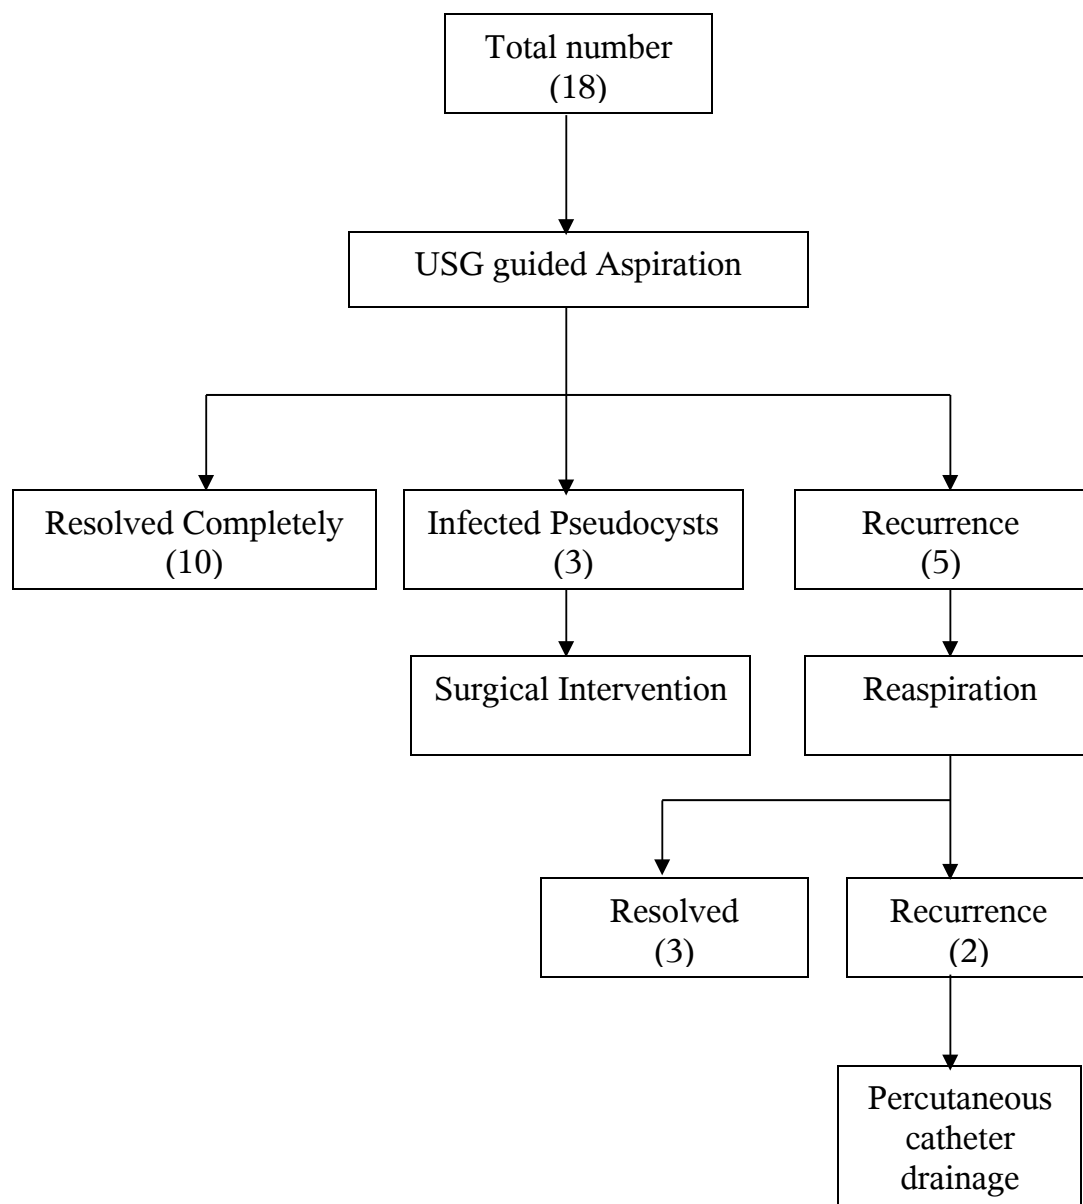 Total number
(18)
USG guided Aspiration
Resolved Completely
(10)
Infected Pseudocysts
(3)
Recurrence
(5)
Surgical Intervention
Reaspiration
Resolved
(3)
Recurrence
(2)
Percutaneous
catheter
drainage